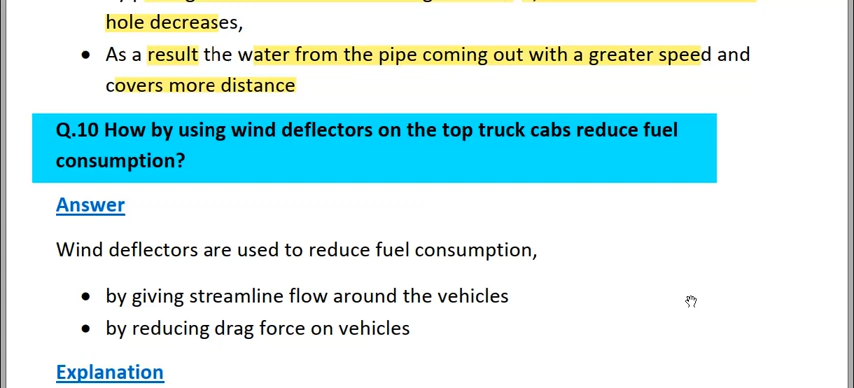 hole decreases,
• As a result the water from the pipe coming out with a greater speed and
covers more distance
Q.10 How by using wind deflectors on the top truck cabs reduce fuel
consumption?
Answer
Wind deflectors are used to reduce fuel consumption,
• by giving streamline flow around the vehicles
• by reducing drag force on vehicles
Explanation